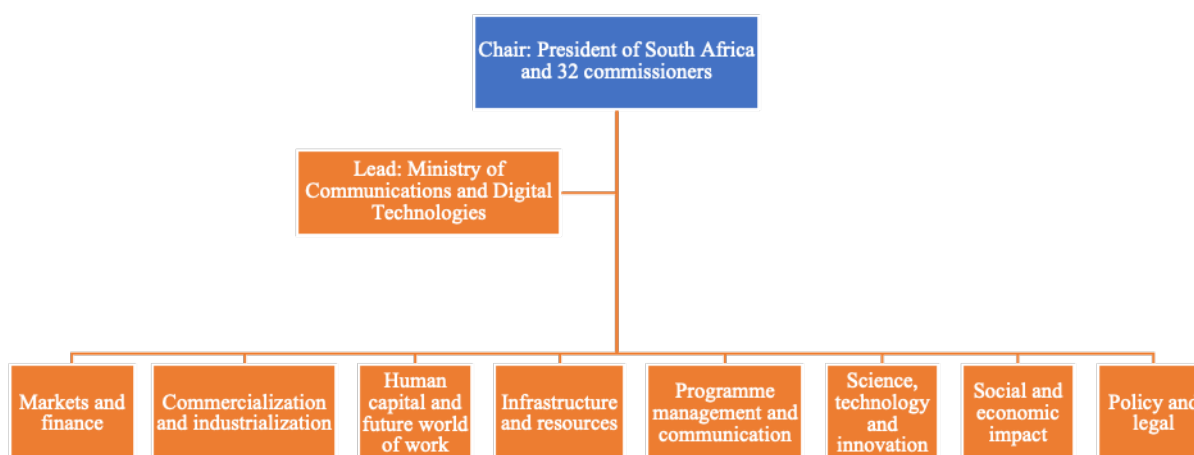 Chair: President of South Africa
and 32 commissioners
Lead: Ministry of
Communications and Digital
Technologies
Markets and
finance
Commercialization
and industrialization
Human
capital and
future world
of work
Infrastructure
and resources
Programme
management and
communication
Science,
technology
and
innovation
Social and
economic
impact
Policy and
legal